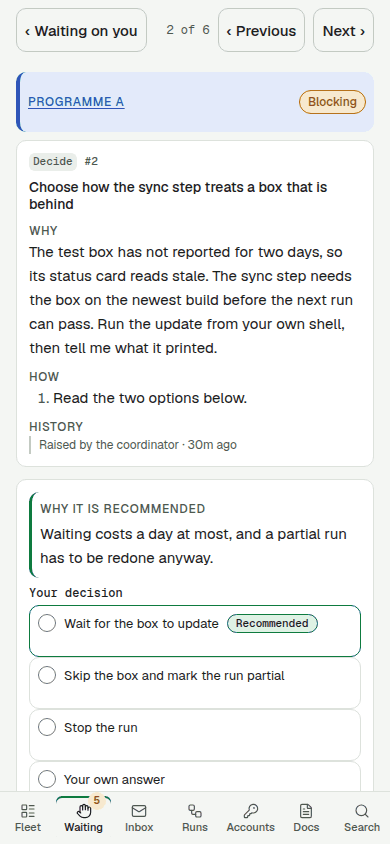 ‹ Waiting on you
2 of 6
‹ Previous
Next ›
PROGRAMME A
Blocking
Decide #2
Choose how the sync step treats a box that is
behind
WHY
The test box has not reported for two days, so
its status card reads stale. The sync step needs
the box on the newest build before the next run
can pass. Run the update from your own shell,
then tell me what it printed.
HOW
1. Read the two options below.
HISTORY
Raised by the coordinator · 30m ago
WHY IT IS RECOMMENDED
Waiting costs a day at most, and a partial run
has to be redone anyway.
Your decision
Wait for the box to update Recommended
Skip the box and mark the run partial
Stop the run
Your own answer
5
Fleet
Waiting
Inbox
Runs
Accounts
Docs
Search